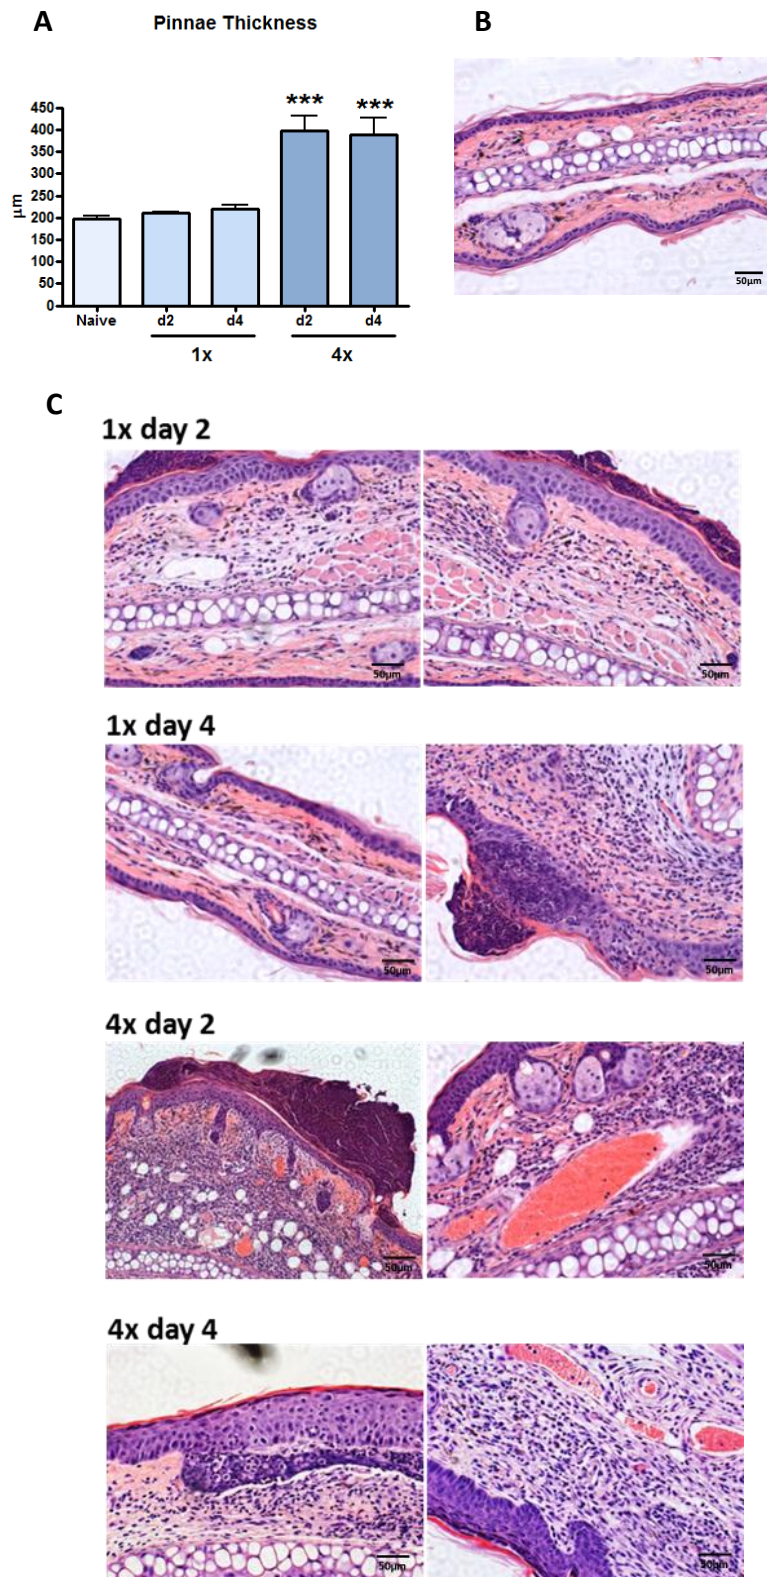 A
Pinnae Thickness
B
450
400
350
300
250
200
150
100
50
0
µm
*** ***
Naive d2 d4 d2 d4
1x 4x
50µm
C
1x day 2
50µm 50µm
1x day 4
50µm 50µm
4x day 2
50µm 50µm
4x day 4
50µm 50µm